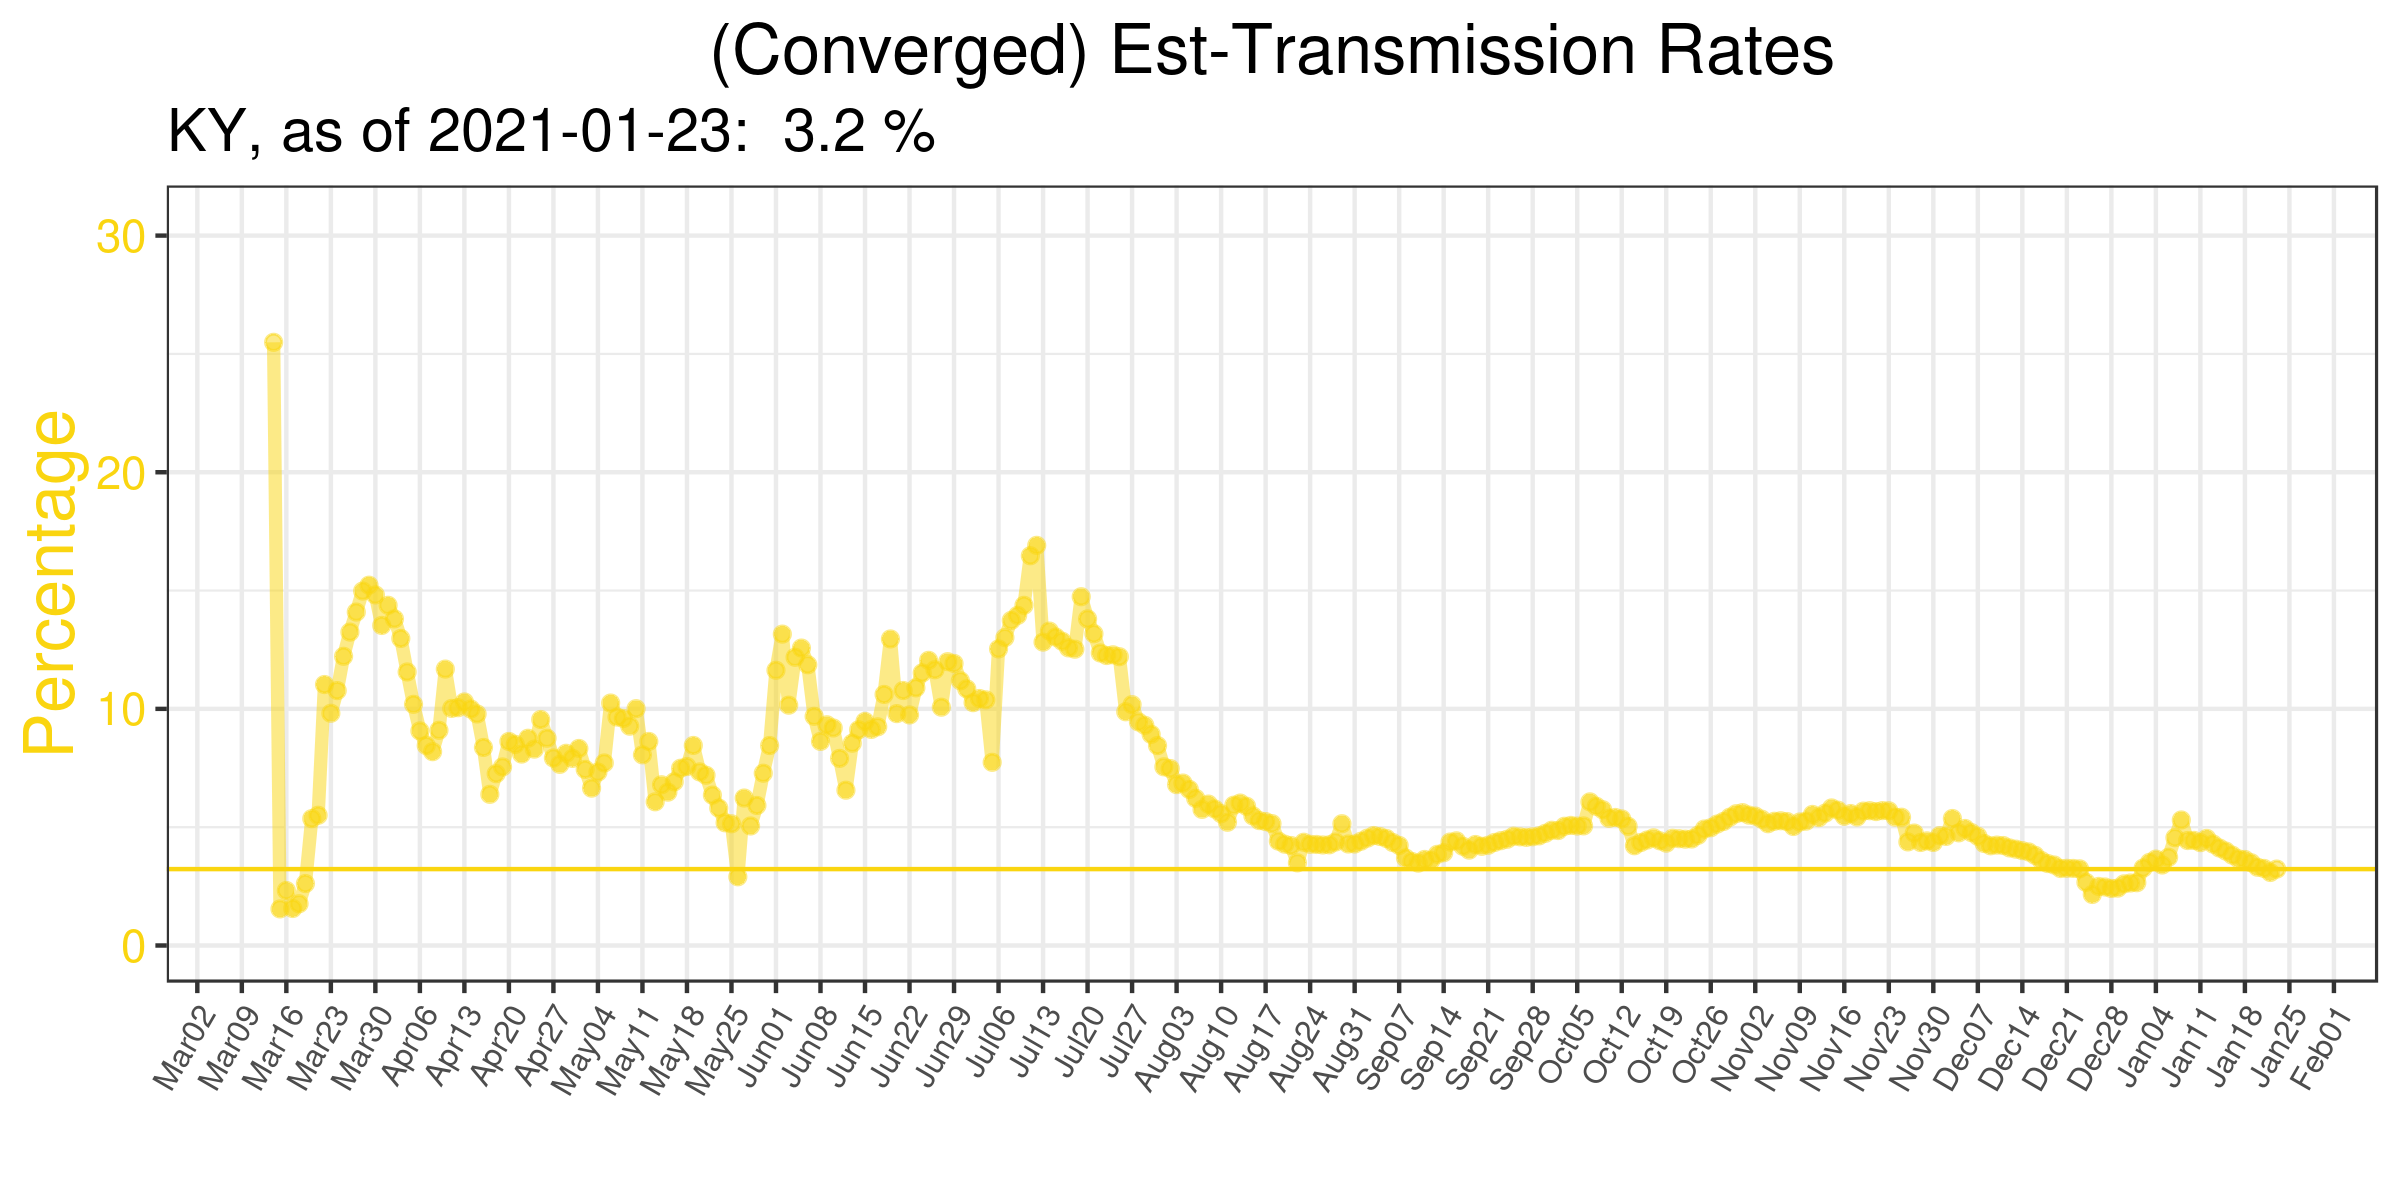 (Converged) Est-Transmission Rates
KY, as of 2021-01-23:  3.2 %
Percentage
30
20
10
0
Mar02
Mar09
Mar16
Mar23
Mar30
Apr06
Apr13
Apr20
Apr27
May04
May11
May18
May25
Jun01
Jun08
Jun15
Jun22
Jun29
Jul06
Jul13
Jul20
Jul27
Aug03
Aug10
Aug17
Aug24
Aug31
Sep07
Sep14
Sep21
Sep28
Oct05
Oct12
Oct19
Oct26
Nov02
Nov09
Nov16
Nov23
Nov30
Dec07
Dec14
Dec21
Dec28
Jan04
Jan11
Jan18
Jan25
Feb01